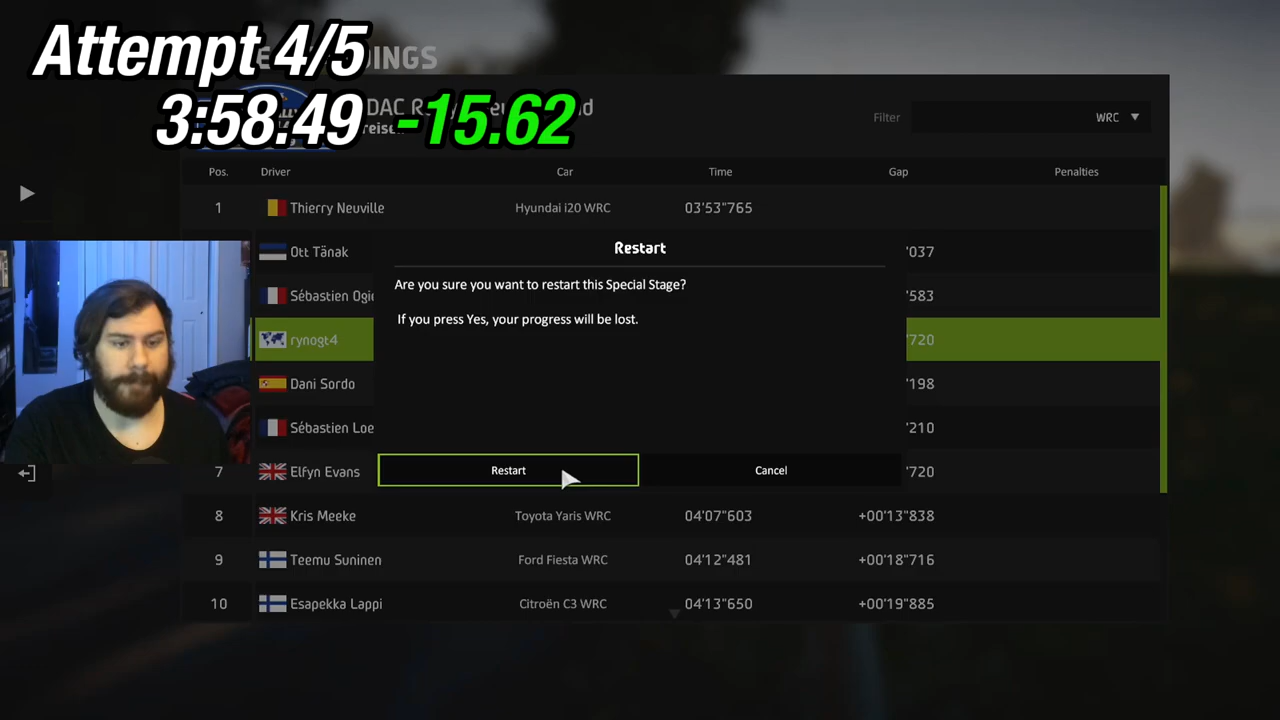 Attempt 4/5
3:58.49 -15.62
DINGS
DAC R
Filter WRC
Pos. Driver Car Time Gap Penalties
1 Thierry Neuville Hyundai i20 WRC 03'53"765
Ott Tänak '037
Sébastien Ogie '583
rynogt4 '720
Dani Sordo '198
Sébastien Loe '210
7 Elfyn Evans '720
8 Kris Meeke Toyota Yaris WRC 04'07"603 +00'13"838
9 Teemu Suninen Ford Fiesta WRC 04'12"481 +00'18"716
10 Esapekka Lappi Citroën C3 WRC 04'13"650 +00'19"885
Restart
Are you sure you want to restart this Special Stage?
If you press Yes, your progress will be lost.
Restart Cancel